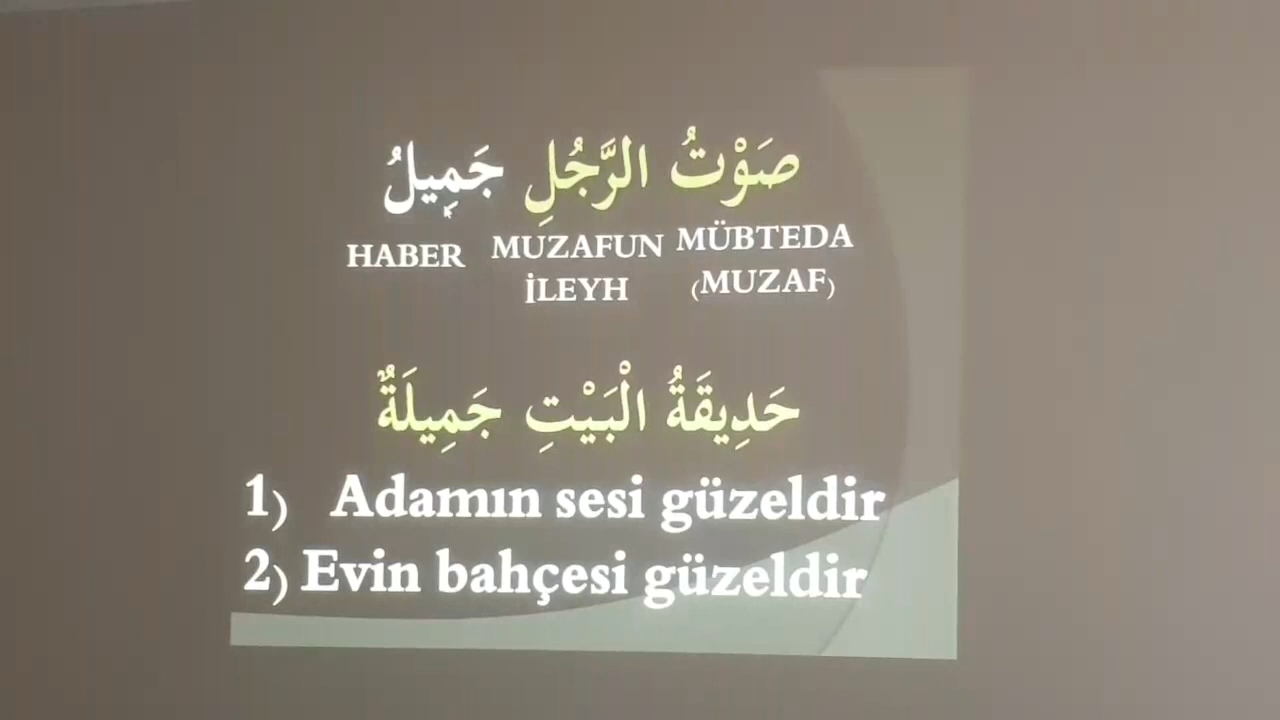 صَوْتُ الرَّجُلِ جَمِيلُ
HABER MUZAFUN İLEYH MÜBTEDA (MUZAF)
حَدِيقَةُ الْبَيْتِ جَمِيلَةٌ
1) Adamın sesi güzeldir
2) Evin bahçesi güzeldir